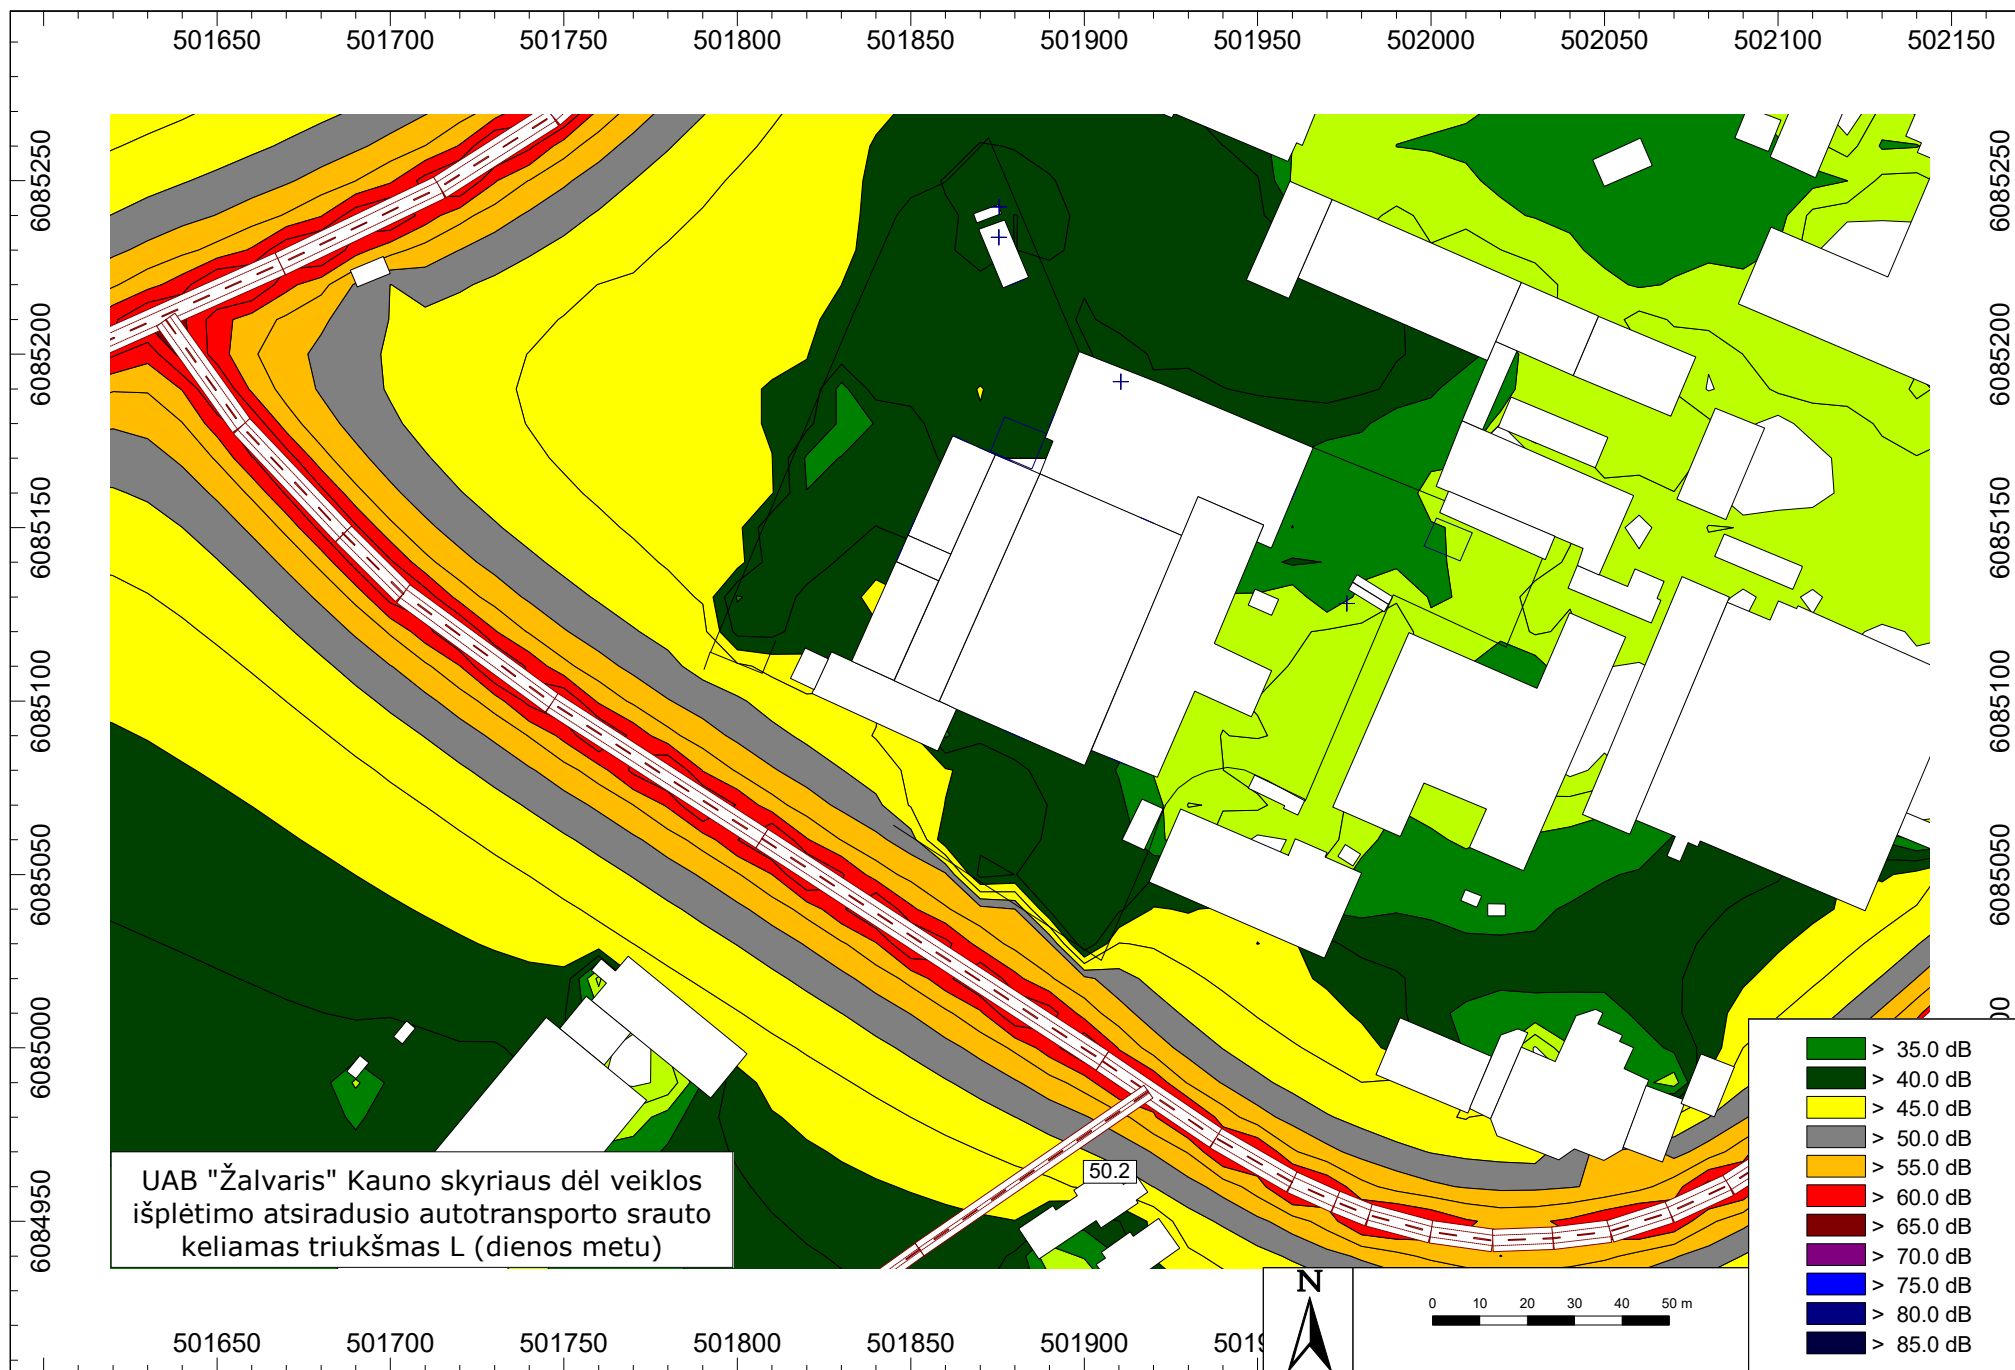 501650 501700 501750 501800 501850 501900 501950 502000 502050 502100 502150
6085250
6085200
6085150
6085100
6085050
6085000
6084950
6085250
6085200
6085150
6085100
6085050
50.2
UAB "Žalvaris" Kauno skyriaus dėl veiklos
išplėtimo atsiradusio autotransporto srauto
keliamas triukšmas L (dienos metu)
> 35.0 dB
> 40.0 dB
> 45.0 dB
> 50.0 dB
> 55.0 dB
> 60.0 dB
> 65.0 dB
> 70.0 dB
> 75.0 dB
> 80.0 dB
> 85.0 dB
N
0 10 20 30 40 50 m
501650 501700 501750 501800 501850 501900